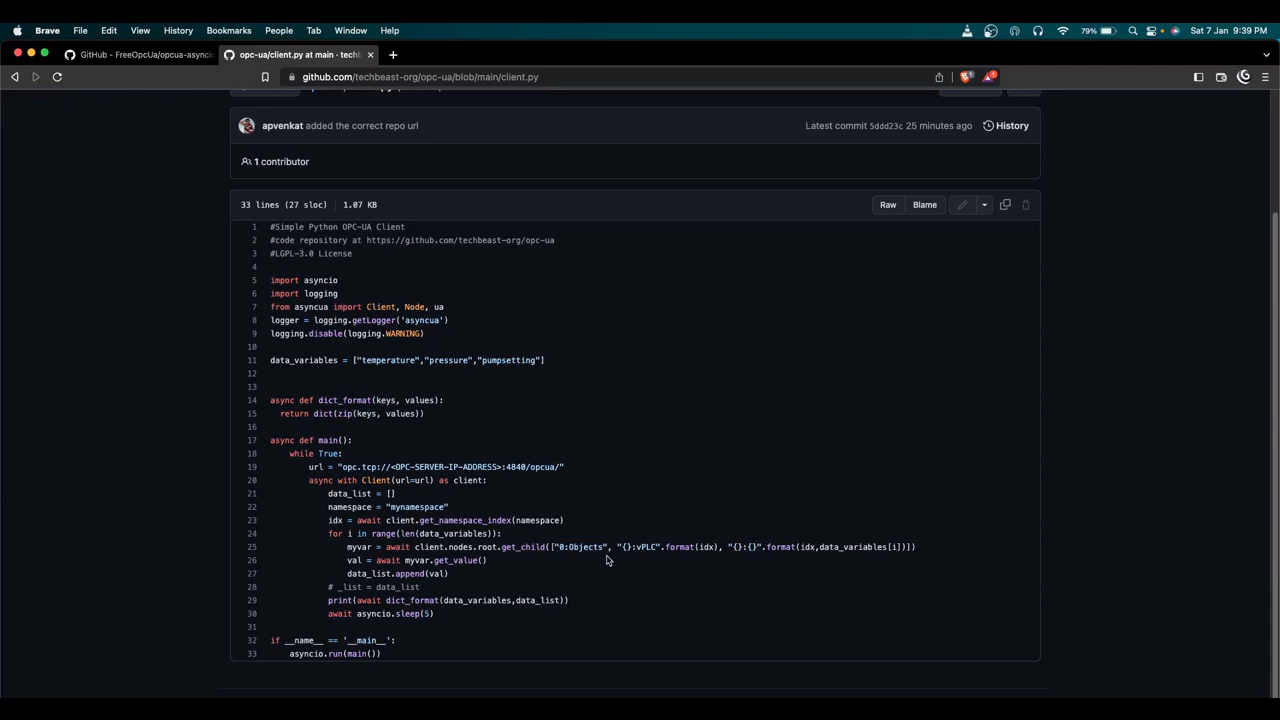 Brave File Edit View History Bookmarks People Tab Window Help 79% Sat 7 Jan 9:39 PM
GitHub - FreeOpcUa/opcua-asyncio opc-ua/client.py at main · techb
github.com/techbeast-org/opc-ua/blob/main/client.py
apvenkat added the correct repo url Latest commit 5ddd23c 25 minutes ago History
1 contributor
33 lines (27 sloc) 1.07 KB Raw Blame
1 #Simple Python OPC-UA Client
2 #code repository at https://github.com/techbeast-org/opc-ua
3 #LGPL-3.0 License
4
5 import asyncio
6 import logging
7 from asyncua import Client, Node, ua
8 logger = logging.getLogger('asyncua')
9 logging.disable(logging.WARNING)
10
11 data_variables = ["temperature","pressure","pumpsetting"]
12
13
14 async def dict_format(keys, values):
15 return dict(zip(keys, values))
16
17 async def main():
18 while True:
19 url = "opc.tcp://<OPC-SERVER-IP-ADDRESS>:4840/opcua/"
20 async with Client(url=url) as client:
21 data_list = []
22 namespace = "mynamespace"
23 idx = await client.get_namespace_index(namespace)
24 for i in range(len(data_variables)):
25 myvar = await client.nodes.root.get_child(["0:Objects", "{}:vPLC".format(idx), "{}:{}".format(idx,data_variables[i])])
26 val = await myvar.get_value()
27 data_list.append(val)
28 # _list = data_list
29 print(await dict_format(data_variables,data_list))
30 await asyncio.sleep(5)
31
32 if __name__ == '__main__':
33 asyncio.run(main())